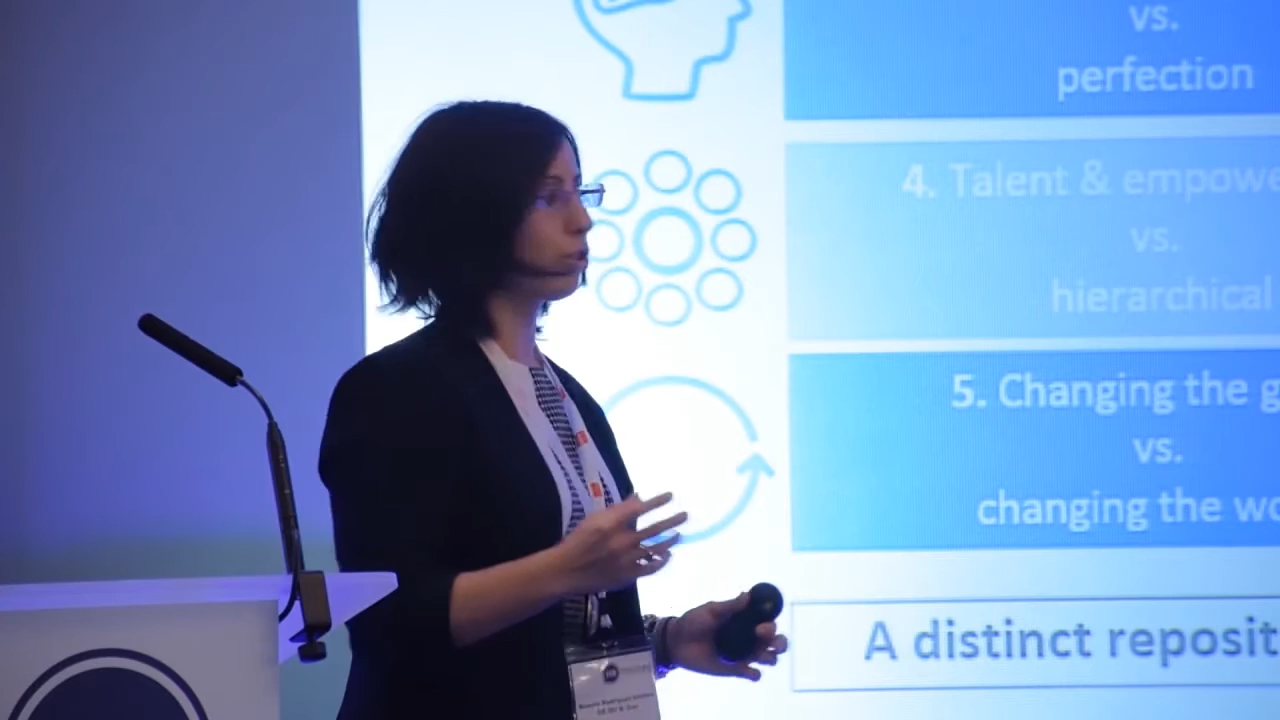 vs.
perfection
4. Talent & empowe
vs.
hierarchical
5. Changing the g
vs.
changing the wo
A distinct reposit